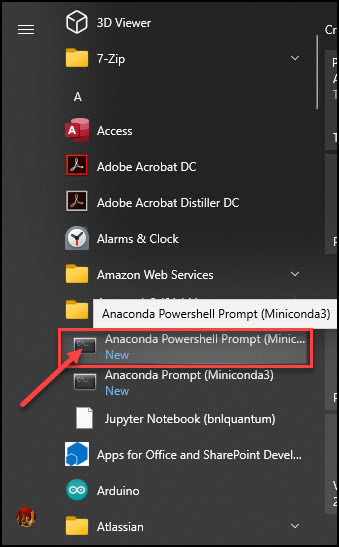 3D Viewer
Cr
7-Zip
P
A
A
T
Access
T
Adobe Acrobat DC
Adobe Acrobat Distiller DC
Alarms & Clock
P
Amazon Web Services
Anaconda Powershell Prompt (Miniconda3)
Anaconda Powershell Prompt (Minic...
New
Anaconda Prompt (Miniconda3)
New
P
Jupyter Notebook (bnlquantum)
Apps for Office and SharePoint Devel...
Arduino
V
2
Atlassian